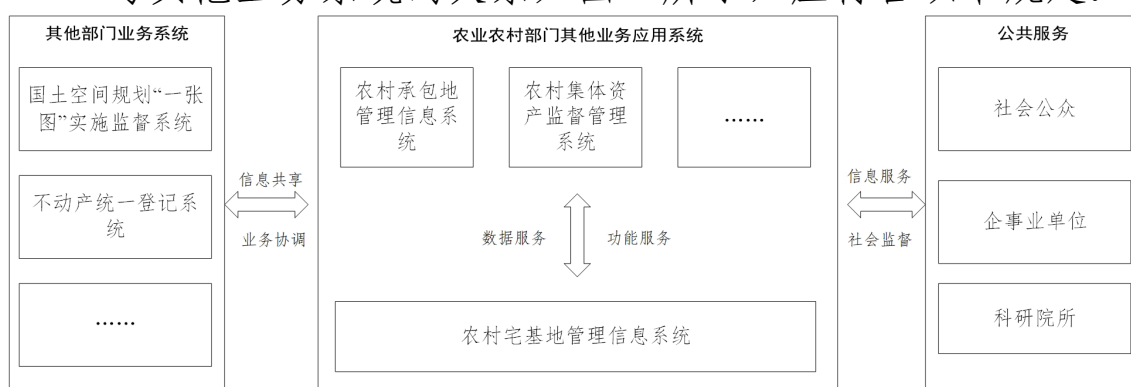 其他部门业务系统
国土空间规划“一张
图”实施监督系统
不动产统一登记系
统
……
信息共享
业务协调
农业农村部门其他业务应用系统
农村承包地
管理信息系
统
农村集体资
产监督管理
系统
……
数据服务
功能服务
农村宅基地管理信息系统
信息服务
社会监督
公共服务
社会公众
企事业单位
科研院所